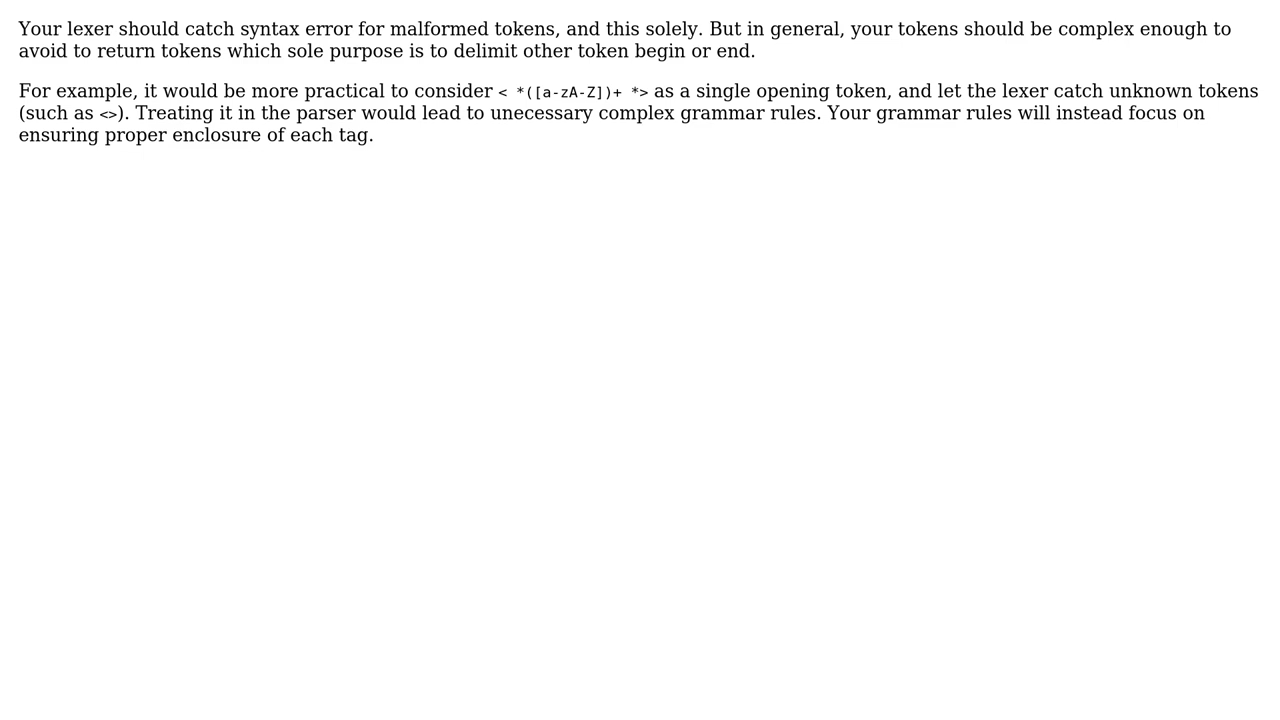 Your lexer should catch syntax error for malformed tokens, and this solely. But in general, your tokens should be complex enough to
avoid to return tokens which sole purpose is to delimit other token begin or end.
For example, it would be more practical to consider < *([a-zA-Z])+ *> as a single opening token, and let the lexer catch unknown tokens
(such as <>). Treating it in the parser would lead to unecessary complex grammar rules. Your grammar rules will instead focus on
ensuring proper enclosure of each tag.